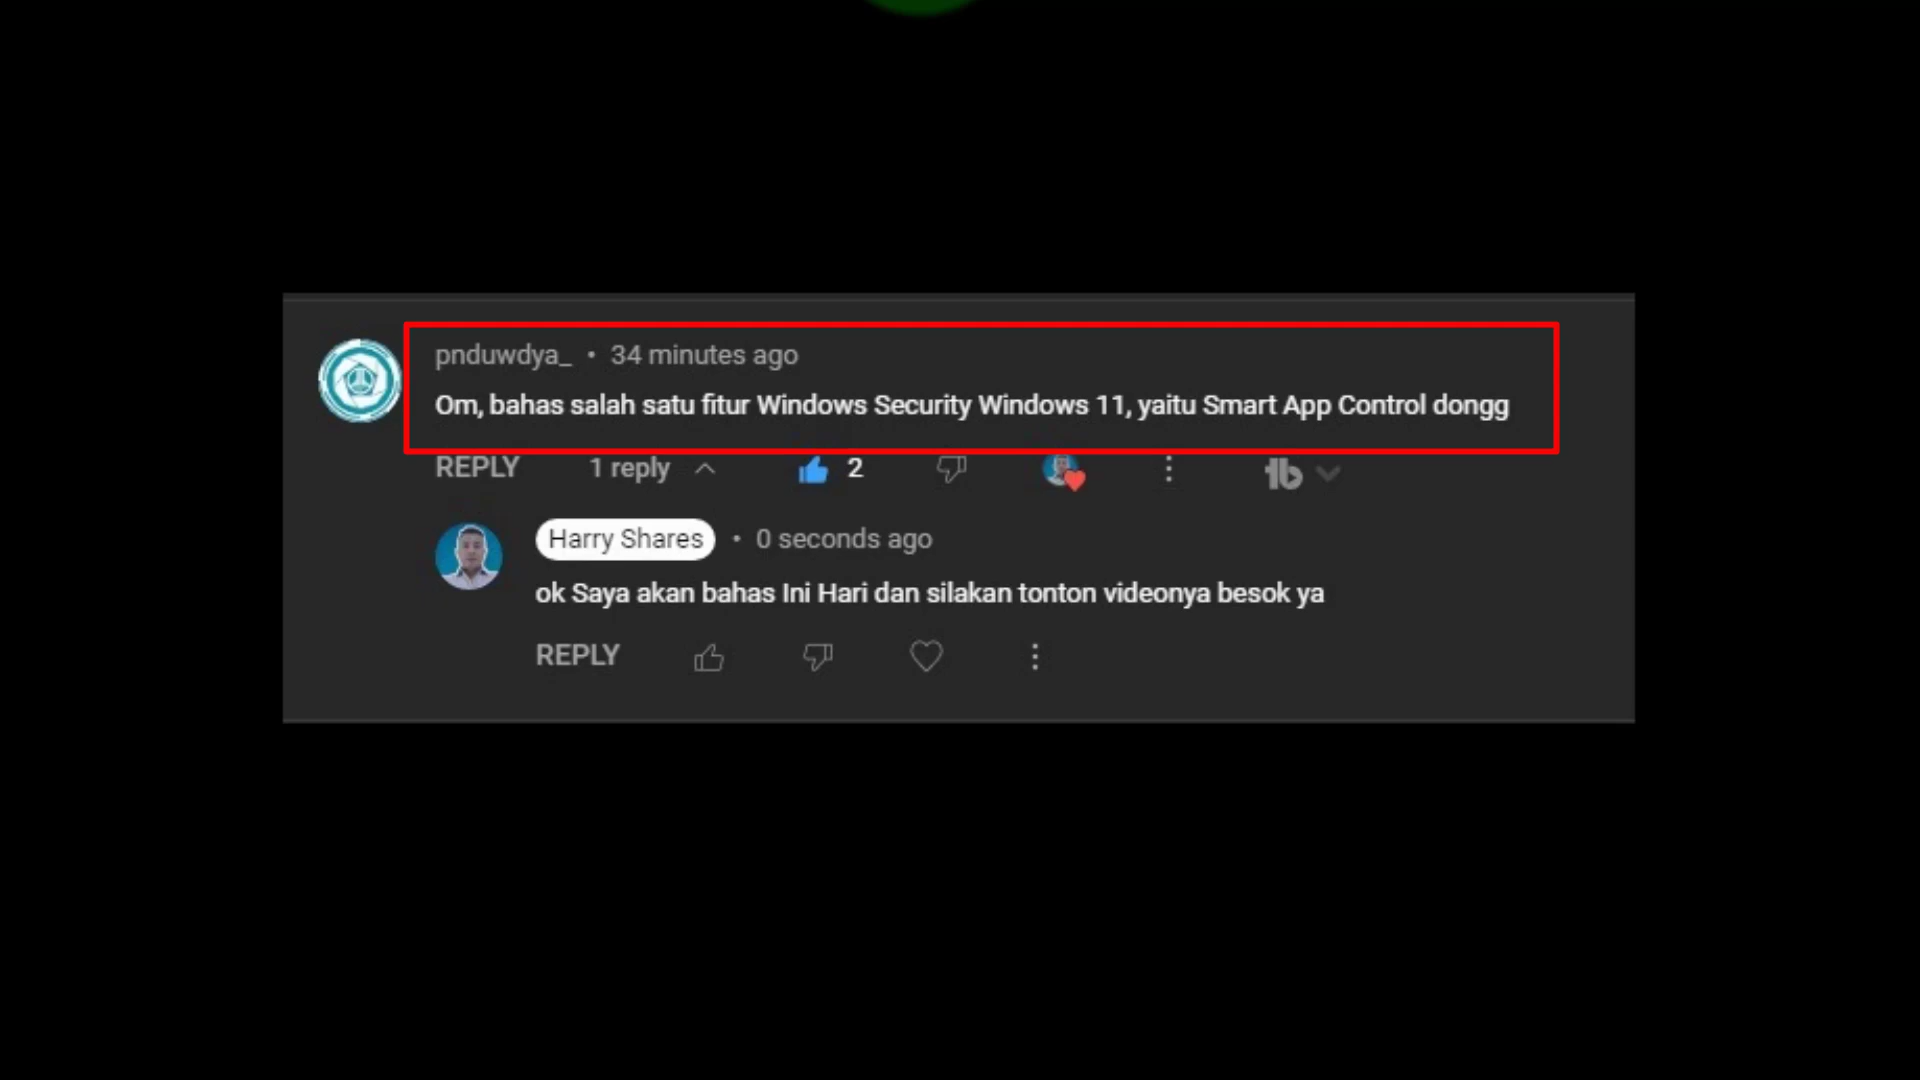 pnduwdya_ • 34 minutes ago
Om, bahas salah satu fitur Windows Security Windows 11, yaitu Smart App Control dongg
REPLY 1 reply 2
Harry Shares • 0 seconds ago
ok Saya akan bahas Ini Hari dan silakan tonton videonya besok ya
REPLY